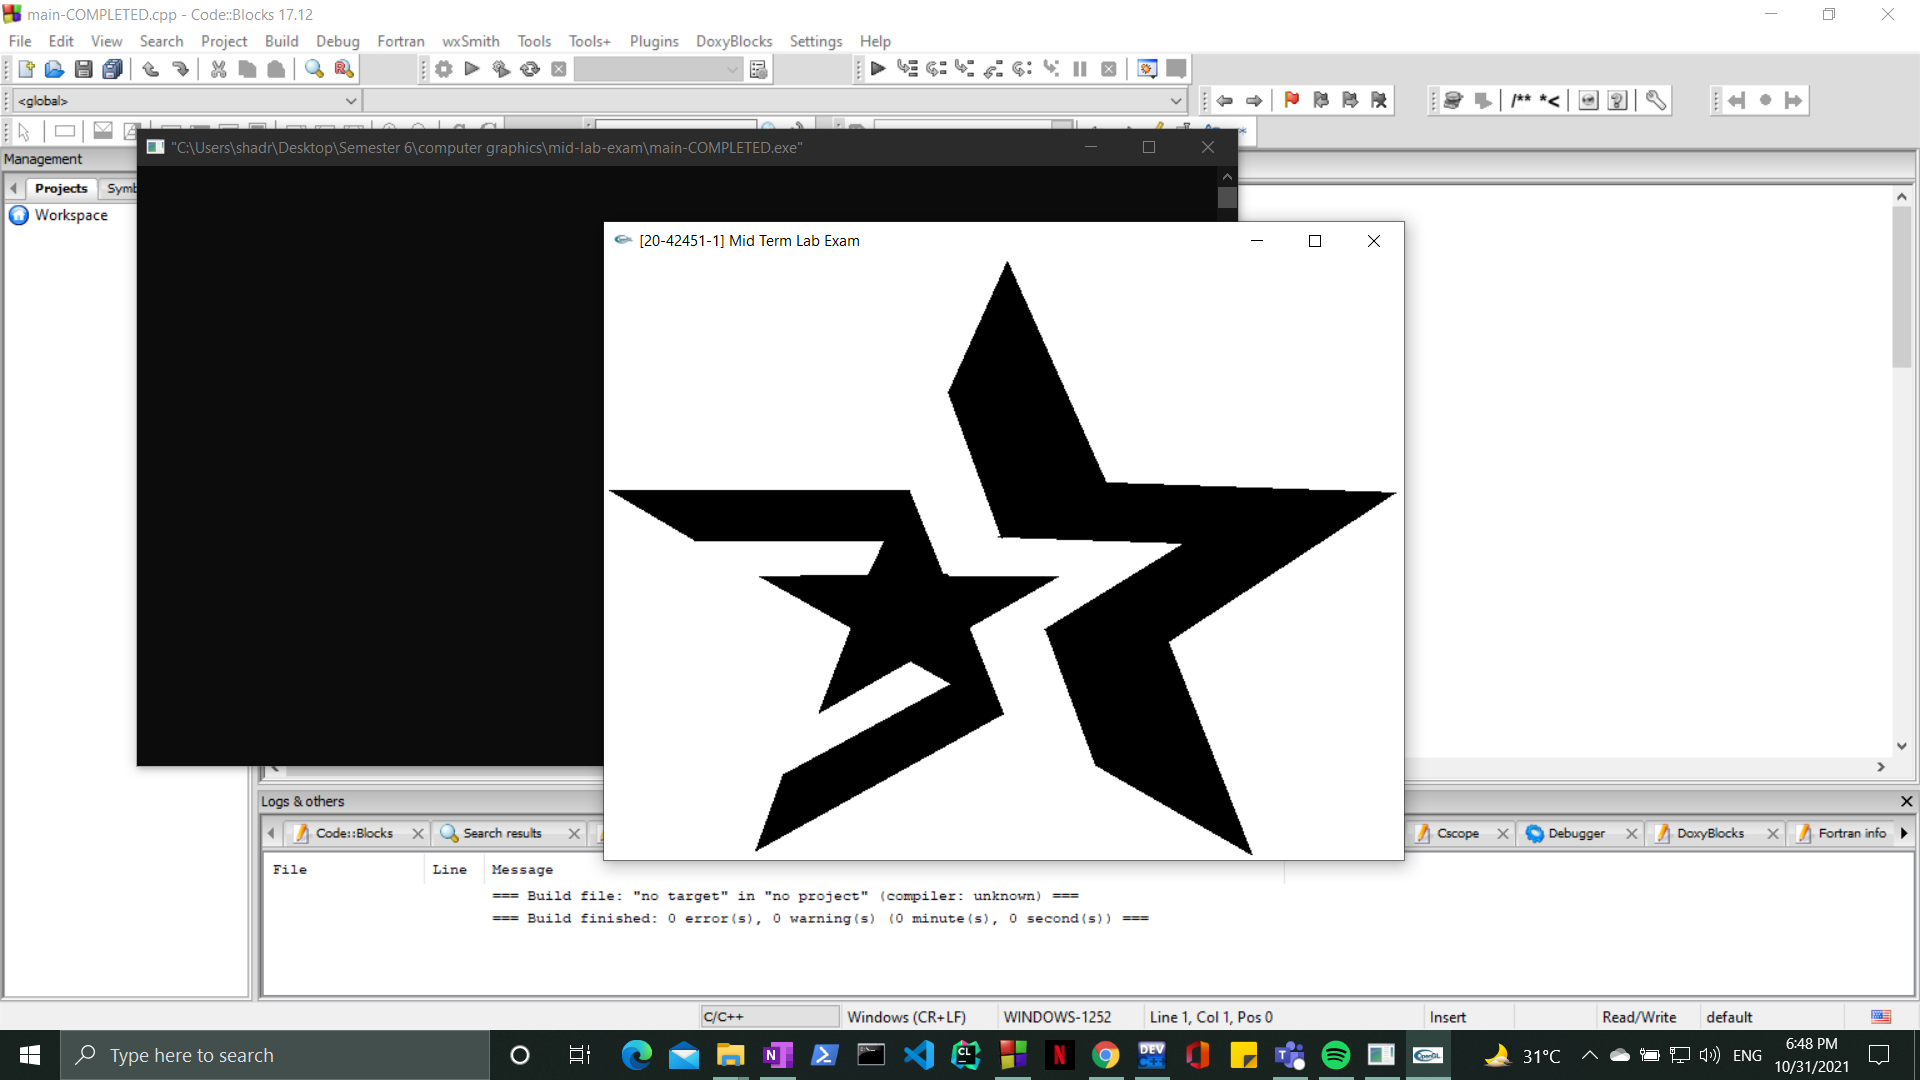 main-COMPLETED.cpp - Code::Blocks 17.12
File Edit View Search Project Build Debug Fortran wxSmith Tools Tools+ Plugins DoxyBlocks Settings Help
<global>
/** *<
Management
"C:\Users\shadr\Desktop\Semester 6\computer graphics\mid-lab-exam\main-COMPLETED.exe"
Projects Symb
Workspace
[20-42451-1] Mid Term Lab Exam
Logs & others
Code::Blocks Search results Cscope Debugger DoxyBlocks Fortran info
File Line Message
=== Build file: "no target" in "no project" (compiler: unknown) ===
=== Build finished: 0 error(s), 0 warning(s) (0 minute(s), 0 second(s)) ===
C/C++ Windows (CR+LF) WINDOWS-1252 Line 1, Col 1, Pos 0 Insert Read/Write default
Type here to search
N CL N DEV C++ OpenGL
31°C ENG
6:48 PM
10/31/2021